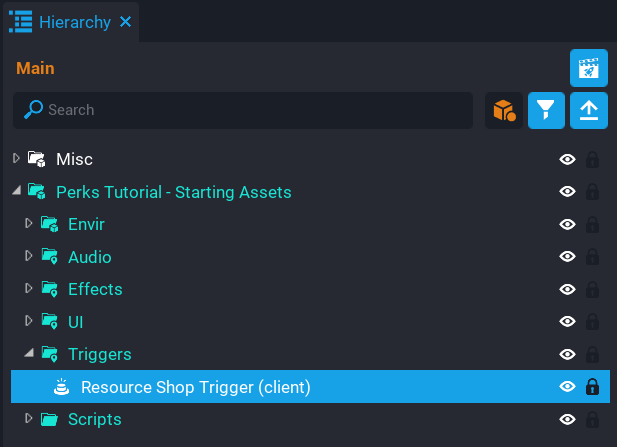 Hierarchy
Main
Search
Misc
Perks Tutorial - Starting Assets
Envir
Audio
Effects
UI
Triggers
Resource Shop Trigger (client)
Scripts